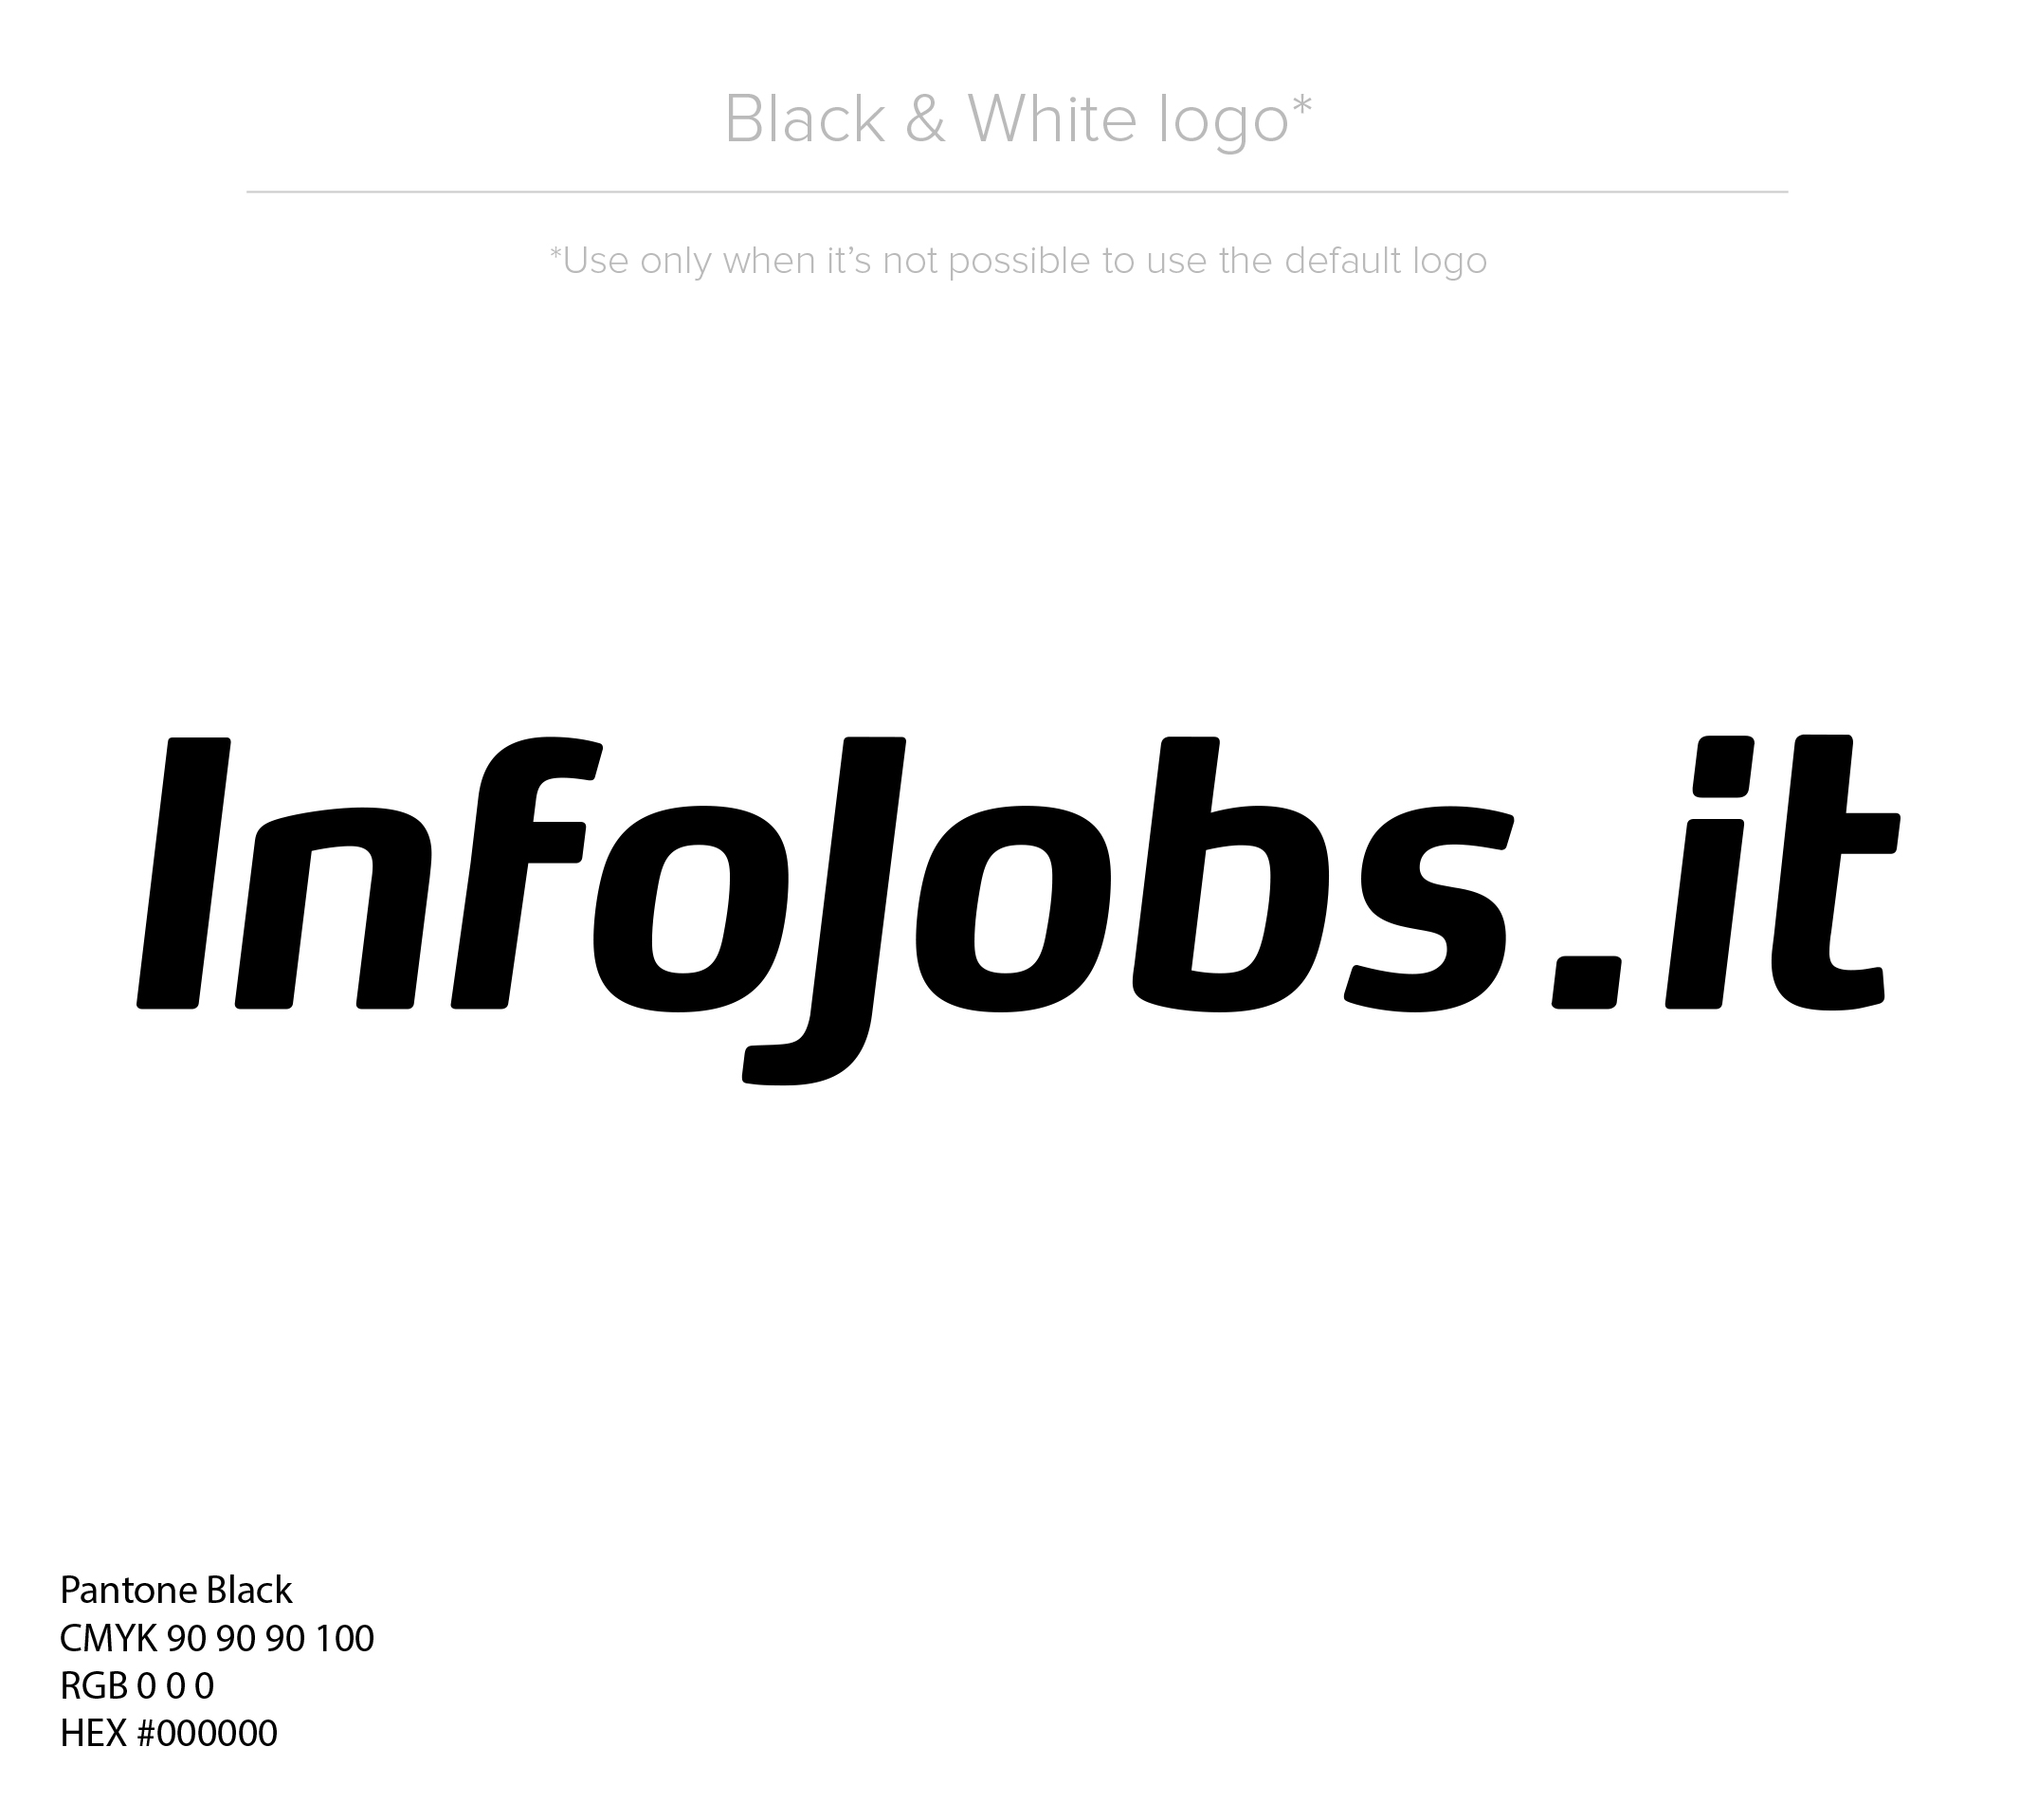 Black & White logo*
*Use only when it’s not possible to use the default logo
InfoJobs.it
Pantone Black
CMYK 90 90 90 100
RGB 0 0 0
HEX #000000